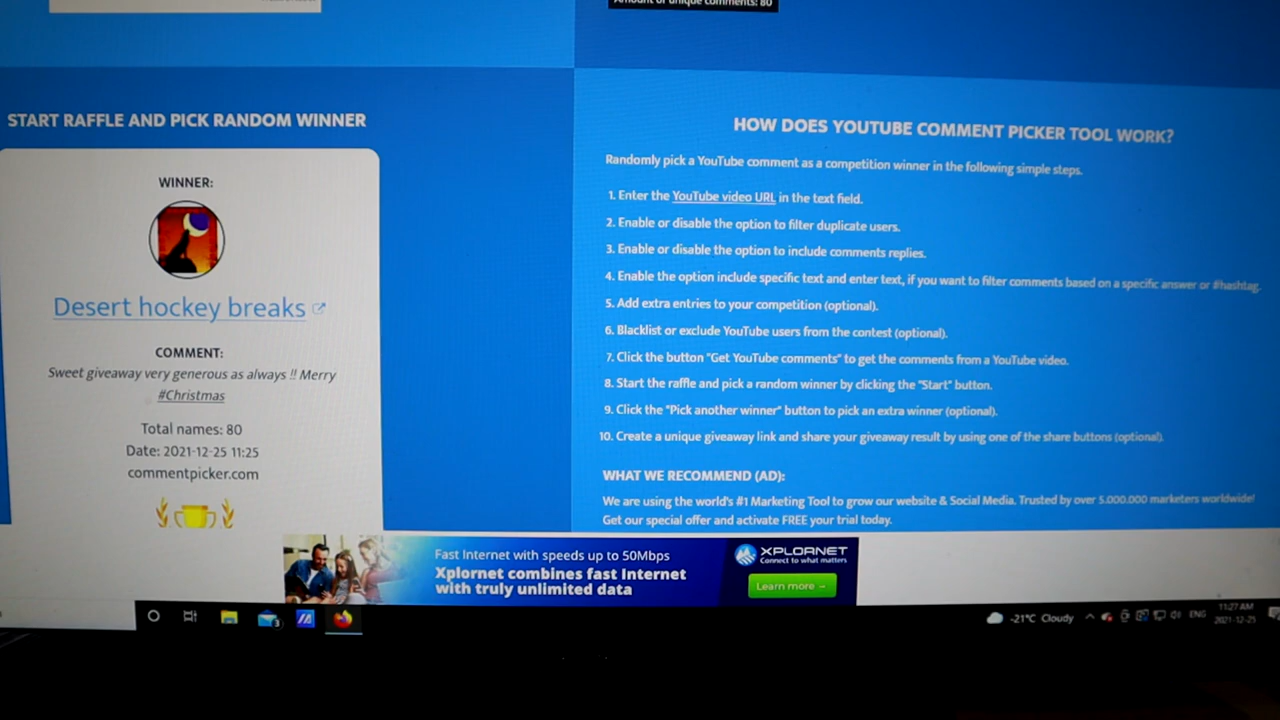 Amount of unique comments: 80
START RAFFLE AND PICK RANDOM WINNER
WINNER:
Desert hockey breaks
COMMENT:
Sweet giveaway very generous as always !! Merry
#Christmas
Total names: 80
Date: 2021-12-25 11:25
commentpicker.com
HOW DOES YOUTUBE COMMENT PICKER TOOL WORK?
Randomly pick a YouTube comment as a competition winner in the following simple steps.
1. Enter the YouTube video URL in the text field.
2. Enable or disable the option to filter duplicate users.
3. Enable or disable the option to include comments replies.
4. Enable the option include specific text and enter text, if you want to filter comments based on a specific answer or #hashtag.
5. Add extra entries to your competition (optional).
6. Blacklist or exclude YouTube users from the contest (optional).
7. Click the button "Get YouTube comments" to get the comments from a YouTube video.
8. Start the raffle and pick a random winner by clicking the "Start" button.
9. Click the "Pick another winner" button to pick an extra winner (optional).
10. Create a unique giveaway link and share your giveaway result by using one of the share buttons (optional).
WHAT WE RECOMMEND (AD):
We are using the world's #1 Marketing Tool to grow our website & Social Media. Trusted by over 5.000.000 marketers worldwide!
Get our special offer and activate FREE your trial today.
Fast Internet with speeds up to 50Mbps
Xplornet combines fast Internet
with truly unlimited data
XPLORNET
Connect to what matters
Learn more →
3
-21°C Cloudy
ENG
11:27 AM
2021-12-25